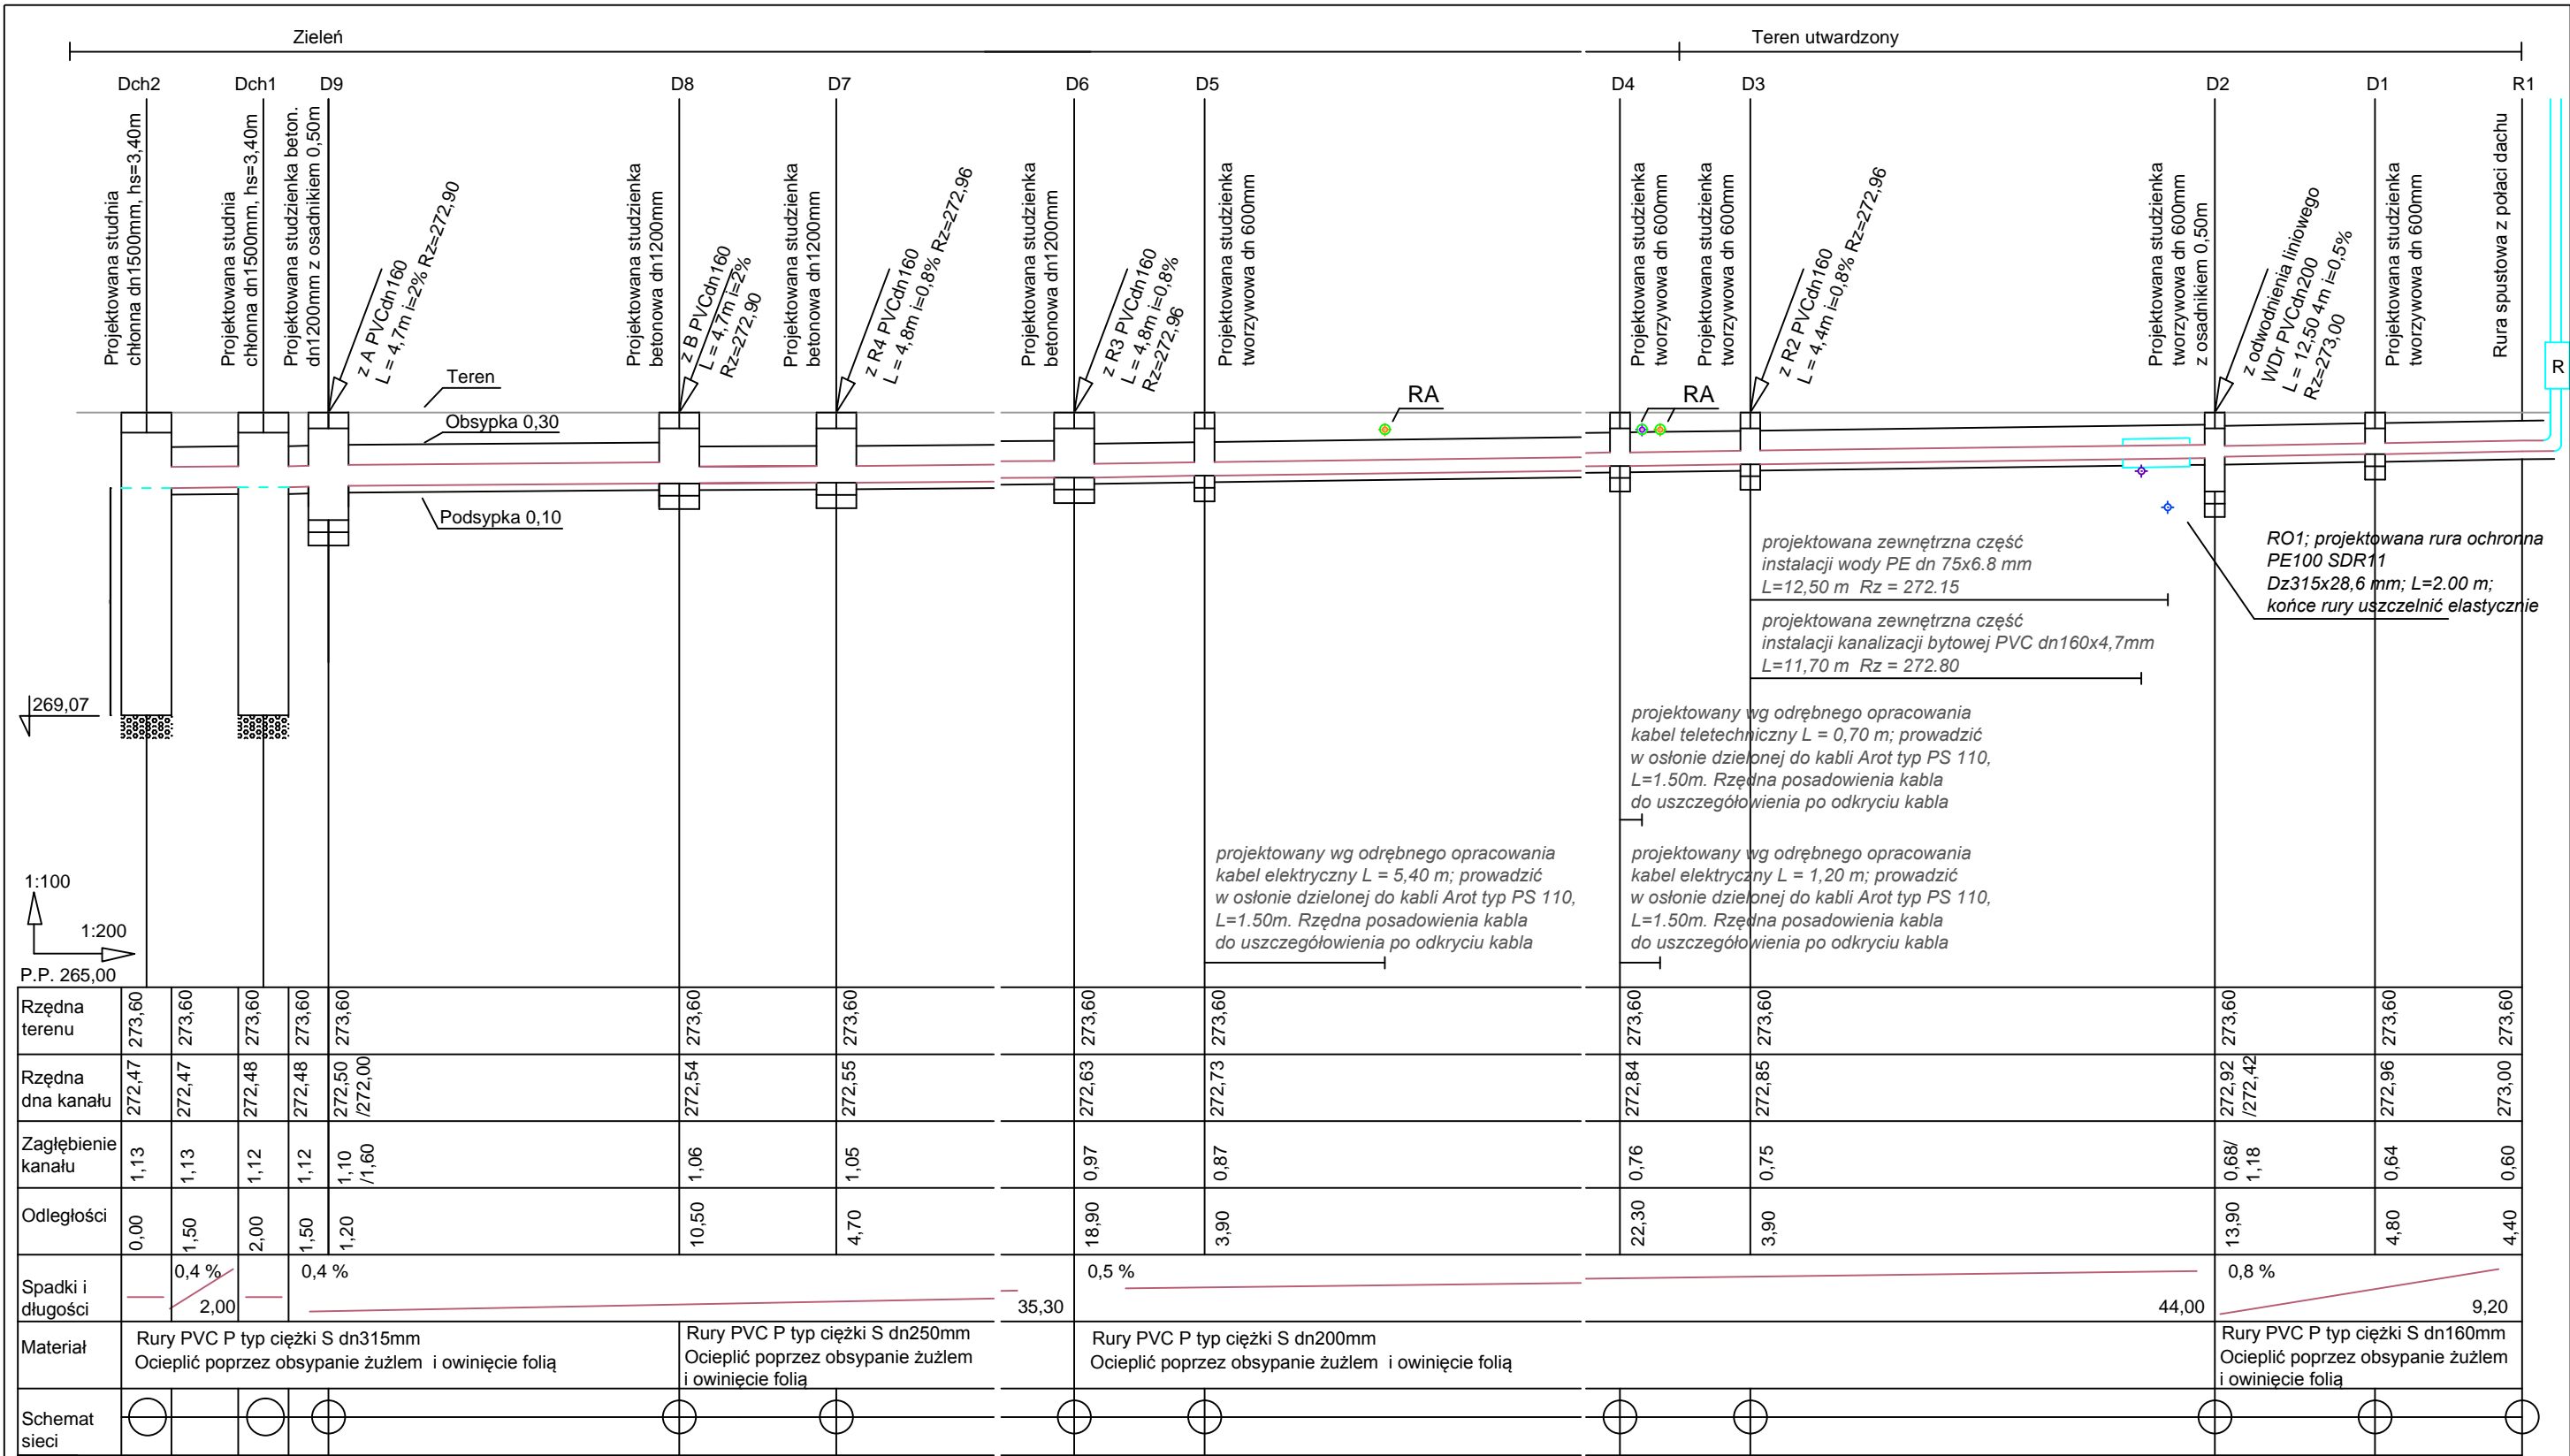 Zieleń
Teren utwardzony
Dch2
Dch1
D9
D8
D7
D6
D5
D4
D3
D2
D1
R1
Projektowana studnia
chłonna dn1500mm, hs=3,40m
Projektowana studnia
chłonna dn1500mm, hs=3,40m
Projektowana studzienka beton.
dn1200mm z osadnikiem 0,50m
z A PVCdn160
L = 4,7m i=2% Rz=272,90
Projektowana studzienka
betonowa dn1200mm
z B PVCdn160
L = 4,7m i=2%
Rz=272,90
Projektowana studzienka
betonowa dn1200mm
z R4 PVCdn160
L = 4,8m i=0,8% Rz=272,96
Projektowana studzienka
betonowa dn1200mm
z R3 PVCdn160
L = 4,8m i=0,8%
Rz=272,96
Projektowana studzienka
tworzywowa dn 600mm
Projektowana studzienka
tworzywowa dn 600mm
Projektowana studzienka
tworzywowa dn 600mm
z R2 PVCdn160
L = 4,4m i=0,8% Rz=272,96
Projektowana studzienka
tworzywowa dn 600mm
z osadnikiem 0,50m
z odwodnienia liniowego
WDr PVCdn200
L = 12,50 4m i=0,5%
Rz=273,00
Projektowana studzienka
tworzywowa dn 600mm
Rura spustowa z połaci dachu
R
Teren
Obsypka 0,30
Podsypka 0,10
RA
RA
projektowana zewnętrzna część
instalacji wody PE dn 75x6.8 mm
L=12,50 m Rz = 272.15
projektowana zewnętrzna część
instalacji kanalizacji bytowej PVC dn160x4,7mm
L=11,70 m Rz = 272.80
RO1; projektowana rura ochronna
PE100 SDR11
Dz315x28,6 mm; L=2.00 m;
końce rury uszczelnić elastycznie
269,07
projektowany wg odrębnego opracowania
kabel teletechniczny L = 0,70 m; prowadzić
w osłonie dzielonej do kabli Arot typ PS 110,
L=1.50m. Rzędna posadowienia kabla
do uszczegółowienia po odkryciu kabla
projektowany wg odrębnego opracowania
kabel elektryczny L = 5,40 m; prowadzić
w osłonie dzielonej do kabli Arot typ PS 110,
L=1.50m. Rzędna posadowienia kabla
do uszczegółowienia po odkryciu kabla
projektowany wg odrębnego opracowania
kabel elektryczny L = 1,20 m; prowadzić
w osłonie dzielonej do kabli Arot typ PS 110,
L=1.50m. Rzędna posadowienia kabla
do uszczegółowienia po odkryciu kabla
1:100
1:200
P.P. 265,00
Rzędna
terenu
273,60
273,60
273,60
273,60
273,60
273,60
273,60
273,60
273,60
273,60
273,60
273,60
273,60
273,60
Rzędna
dna kanału
272,47
272,47
272,48
272,48
272,50
/272,00
272,54
272,55
272,63
272,73
272,84
272,85
272,92
/272,42
272,96
273,00
Zagłębienie
kanału
1,13
1,13
1,12
1,12
1,10
/1,60
1,06
1,05
0,97
0,87
0,76
0,75
0,68/
1,18
0,64
0,60
Odległości
0,00
1,50
2,00
1,50
1,20
10,50
4,70
18,90
3,90
22,30
3,90
13,90
4,80
4,40
Spadki i
długości
0,4 %
2,00
0,4 %
35,30
0,5 %
44,00
0,8 %
9,20
Materiał
Rury PVC P typ ciężki S dn315mm
Ocieplić poprzez obsypanie żużlem i owinięcie folią
Rury PVC P typ ciężki S dn250mm
Ocieplić poprzez obsypanie żużlem
i owinięcie folią
Rury PVC P typ ciężki S dn200mm
Ocieplić poprzez obsypanie żużlem i owinięcie folią
Rury PVC P typ ciężki S dn160mm
Ocieplić poprzez obsypanie żużlem
i owinięcie folią
Schemat
sieci